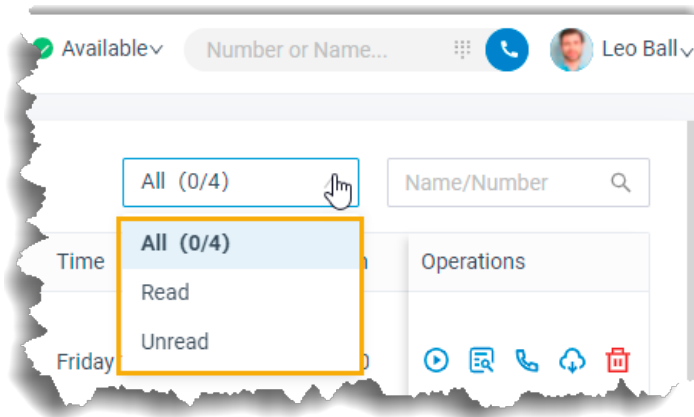 Available
Number or Name...
Leo Ball
All (0/4)
Name/Number
All (0/4)
Time
Operations
Read
Unread
Friday